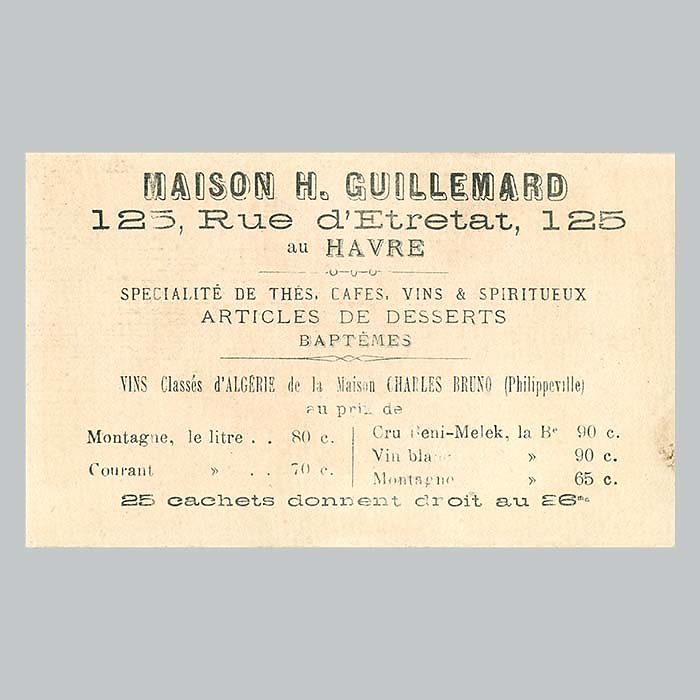 MAISON H. GUILLEMARD
125, Rue d'Etretat, 125
au HAVRE
SPECIALITÉ DE THÉS, CAFES, VINS & SPIRITUEUX
ARTICLES DE DESSERTS
BAPTÊMES
VINS Classés d'ALGÉRIE de la Maison CHARLES BRUNO (Philippeville)
au prix de
Montagne, le litre . . 80 c.
Courant » . . 70 c.
Cru Beni-Melek, la Be 90 c.
Vin blanc » 90 c.
Montagne » 65 c.
25 cachets donnent droit au 26me